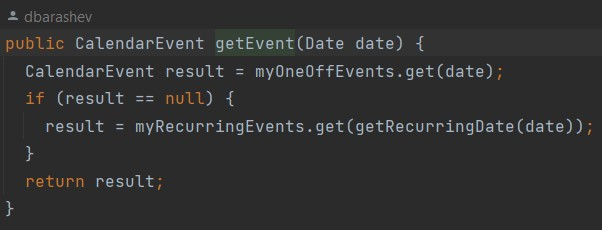 dbarashev
public CalendarEvent getEvent(Date date) {
  CalendarEvent result = myOneOffEvents.get(date);
  if (result == null) {
    result = myRecurringEvents.get(getRecurringDate(date));
  }
  return result;
}